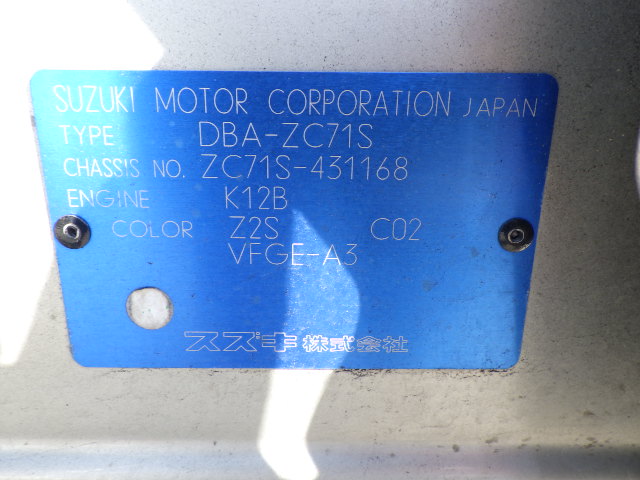 SUZUKI MOTOR CORPORATION JAPAN
TYPE DBA-ZC71S
CHASSIS NO. ZC71S-431168
ENGINE K12B
COLOR Z2S C02
VFGE-A3
スズキ株式会社